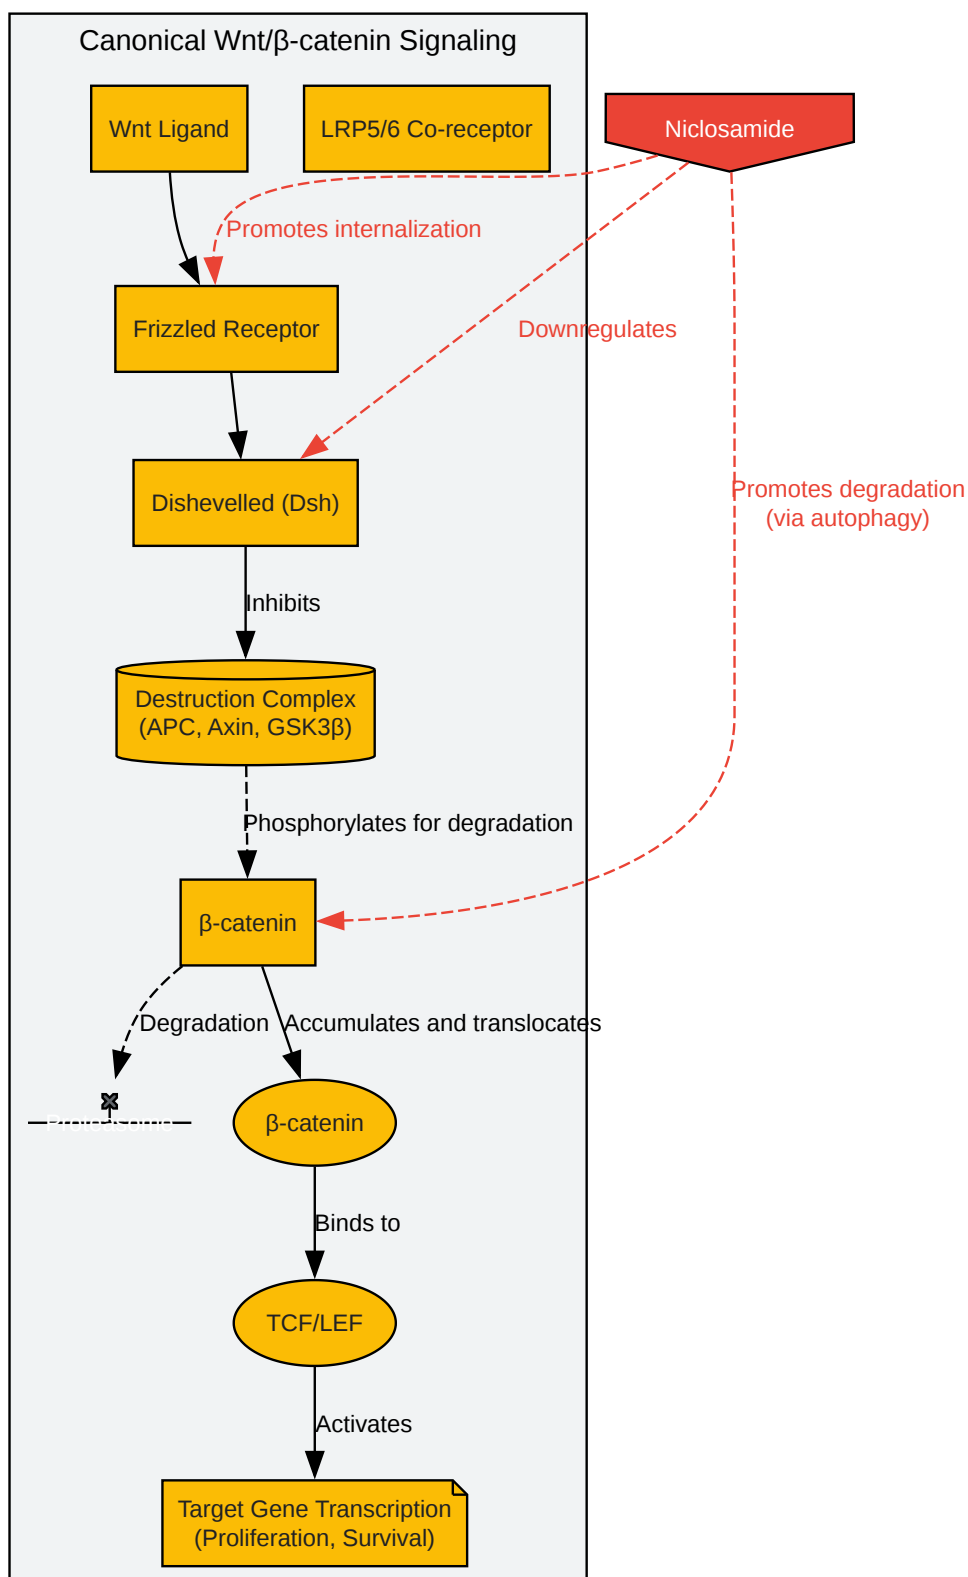 Canonical Wnt/β-catenin Signaling
Wnt Ligand
LRP5/6 Co-receptor
Niclosamide
Promotes internalization
Frizzled Receptor
Downregulates
Dishevelled (Dsh)
Promotes degradation
(via autophagy)
Inhibits
Destruction Complex
(APC, Axin, GSK3β)
Phosphorylates for degradation
β-catenin
Degradation
Accumulates and translocates
Proteasome
β-catenin
Binds to
TCF/LEF
Activates
Target Gene Transcription
(Proliferation, Survival)